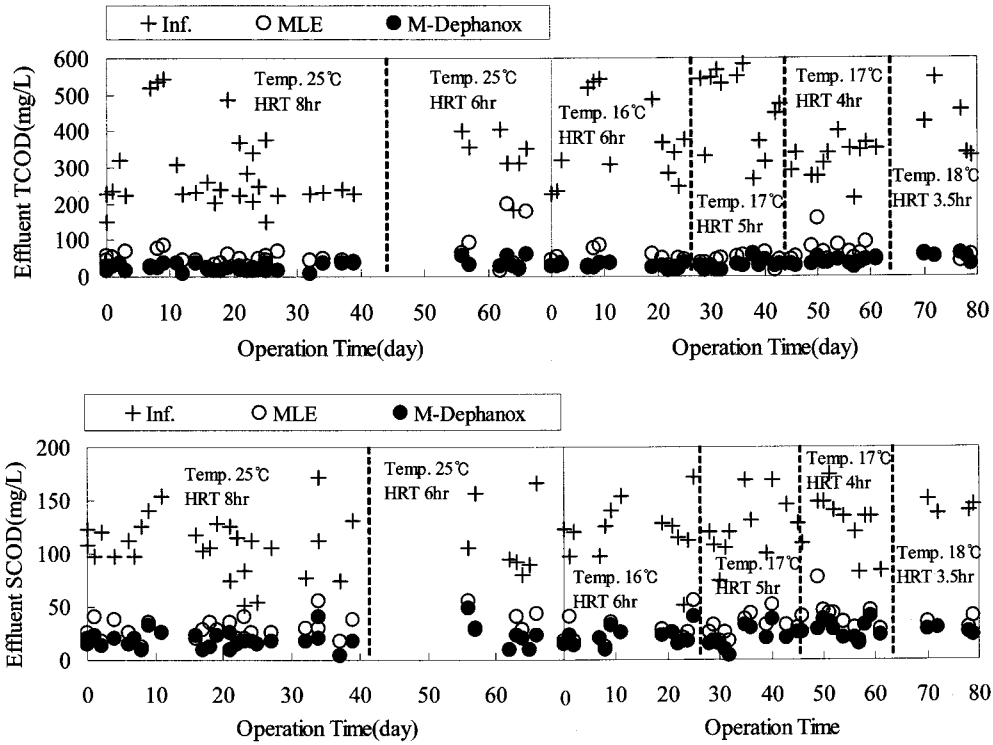 Inf. MLE M-Dephanox
Effluent TCOD(mg/L)
600
500
400
300
200
100
0
Temp. 25℃
HRT 8hr
Temp. 25℃
HRT 6hr
Temp. 16℃
HRT 6hr
Temp. 17℃
HRT 5hr
Temp. 17℃
HRT 4hr
Temp. 18℃
HRT 3.5hr
0 10 20 30 40 50 60 0 10 20 30 40 50 60 70 80
Operation Time(day) Operation Time(day)
Inf. MLE M-Dephanox
Effluent SCOD(mg/L)
200
150
100
50
0
Temp. 25℃
HRT 8hr
Temp. 25℃
HRT 6hr
Temp. 16℃
HRT 6hr
Temp. 17℃
HRT 5hr
Temp. 17℃
HRT 4hr
Temp. 18℃
HRT 3.5hr
0 10 20 30 40 50 60 0 10 20 30 40 50 60 70 80
Operation Time(day) Operation Time